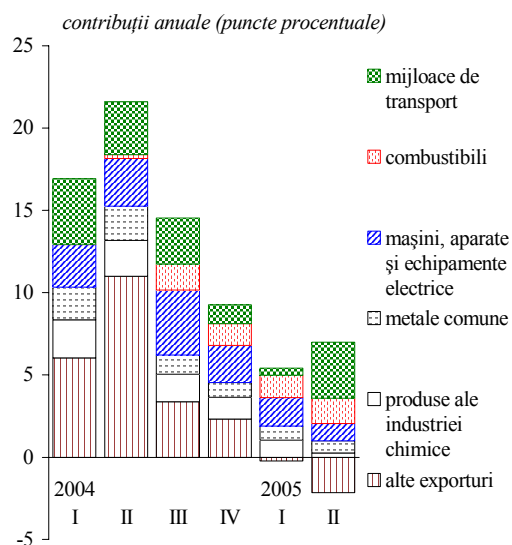 contribuții anuale (puncte procentuale)
25
20
15
10
5
0
-5
2004
2005
I
II
III
IV
I
II
mijloace de
transport
combustibili
mașini, aparate
și echipamente
electrice
metale comune
produse ale
industriei
chimice
alte exporturi